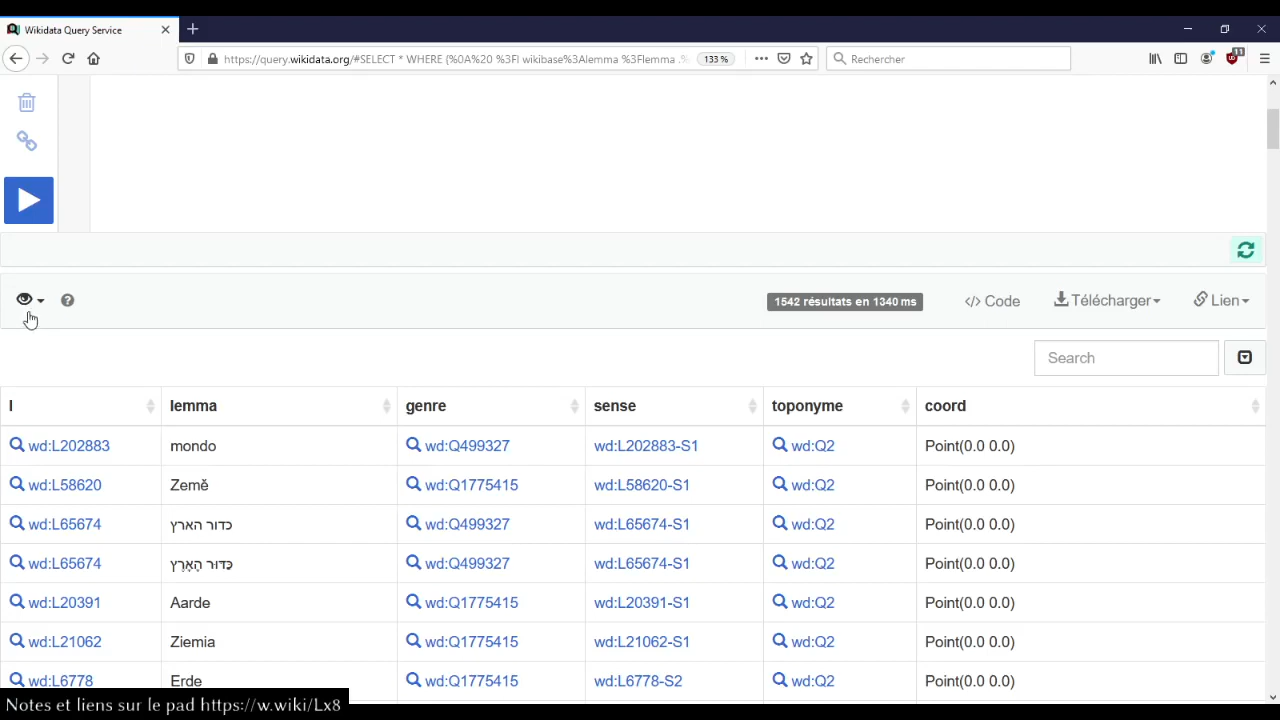 Wikidata Query Service
https://query.wikidata.org/#SELECT * WHERE {%0A%20 %3Fl wikibase%3Alemma %3Flemma .%
133 %
Rechercher
11
1542 résultats en 1340 ms
</> Code
Télécharger
Lien
Search
l lemma genre sense toponyme coord
wd:L202883 mondo wd:Q499327 wd:L202883-S1 wd:Q2 Point(0.0 0.0)
wd:L58620 Země wd:Q1775415 wd:L58620-S1 wd:Q2 Point(0.0 0.0)
wd:L65674 כדור הארץ wd:Q499327 wd:L65674-S1 wd:Q2 Point(0.0 0.0)
wd:L65674 כַּדּוּר הָאָרֶץ wd:Q499327 wd:L65674-S1 wd:Q2 Point(0.0 0.0)
wd:L20391 Aarde wd:Q1775415 wd:L20391-S1 wd:Q2 Point(0.0 0.0)
wd:L21062 Ziemia wd:Q1775415 wd:L21062-S1 wd:Q2 Point(0.0 0.0)
wd:L6778 Erde wd:Q1775415 wd:L6778-S2 wd:Q2 Point(0.0 0.0)
Notes et liens sur le pad https://w.wiki/Lx8